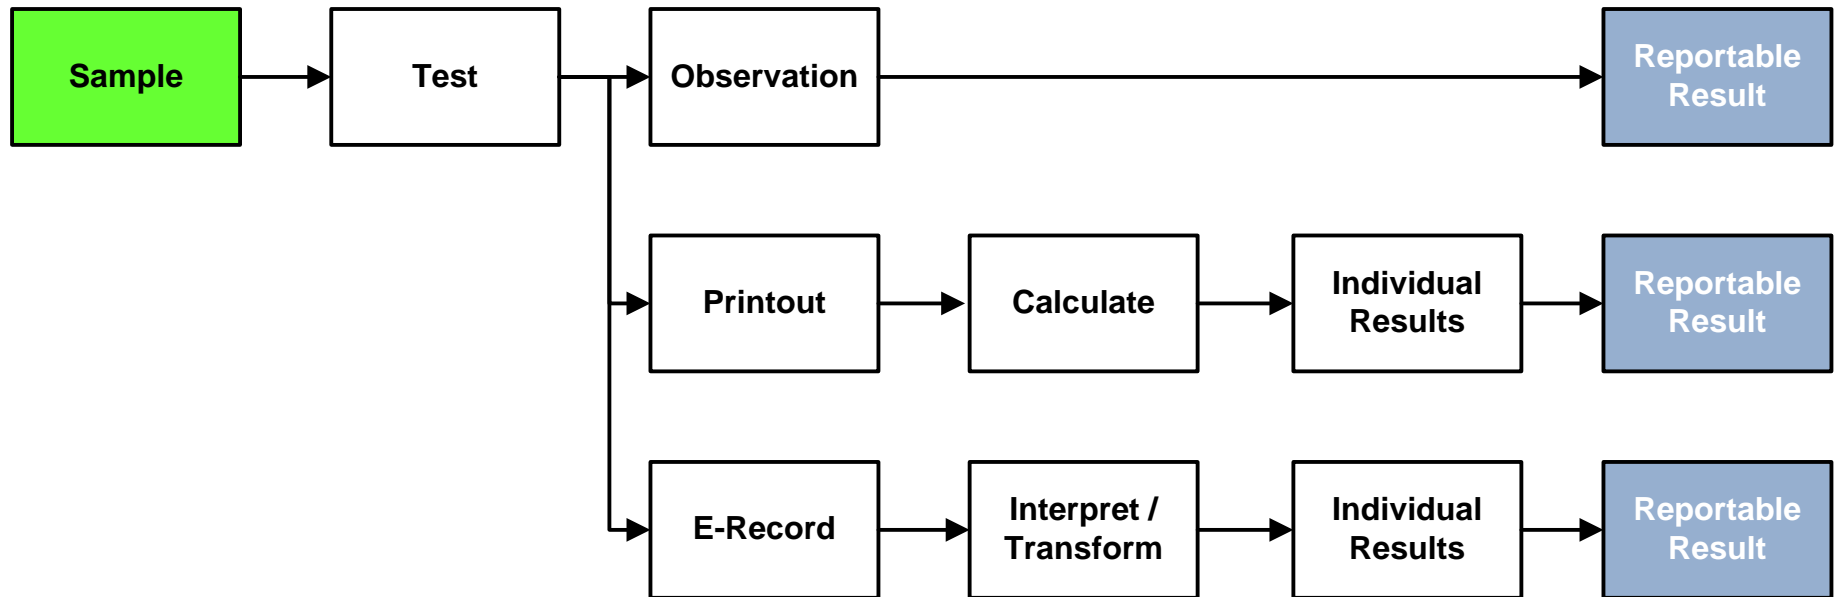 Sample
Test
Observation
Reportable
Result
Printout
Calculate
Individual
Results
Reportable
Result
E-Record
Interpret /
Transform
Individual
Results
Reportable
Result